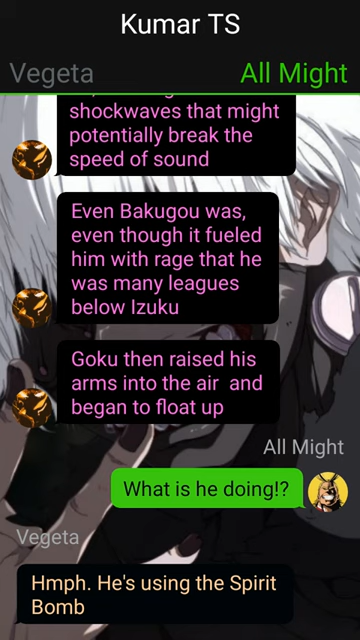 Kumar TS
Vegeta
All Might
shockwaves that might
potentially break the
speed of sound
Even Bakugou was,
even though it fueled
him with rage that he
was many leagues
below Izuku
Goku then raised his
arms into the air and
began to float up
All Might
What is he doing!?
Vegeta
Hmph. He's using the Spirit
Bomb